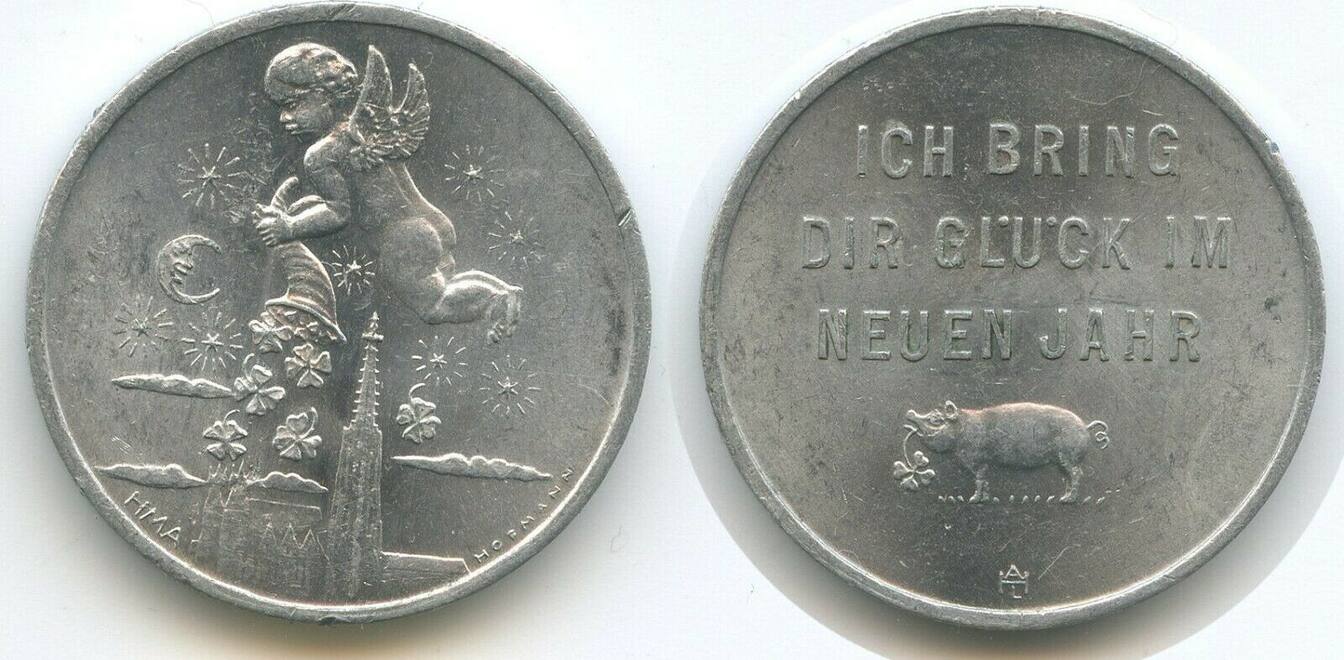 HMA
HOFMANN
ICH BRING
DIR GLÜCK IM
NEUEN JAHR